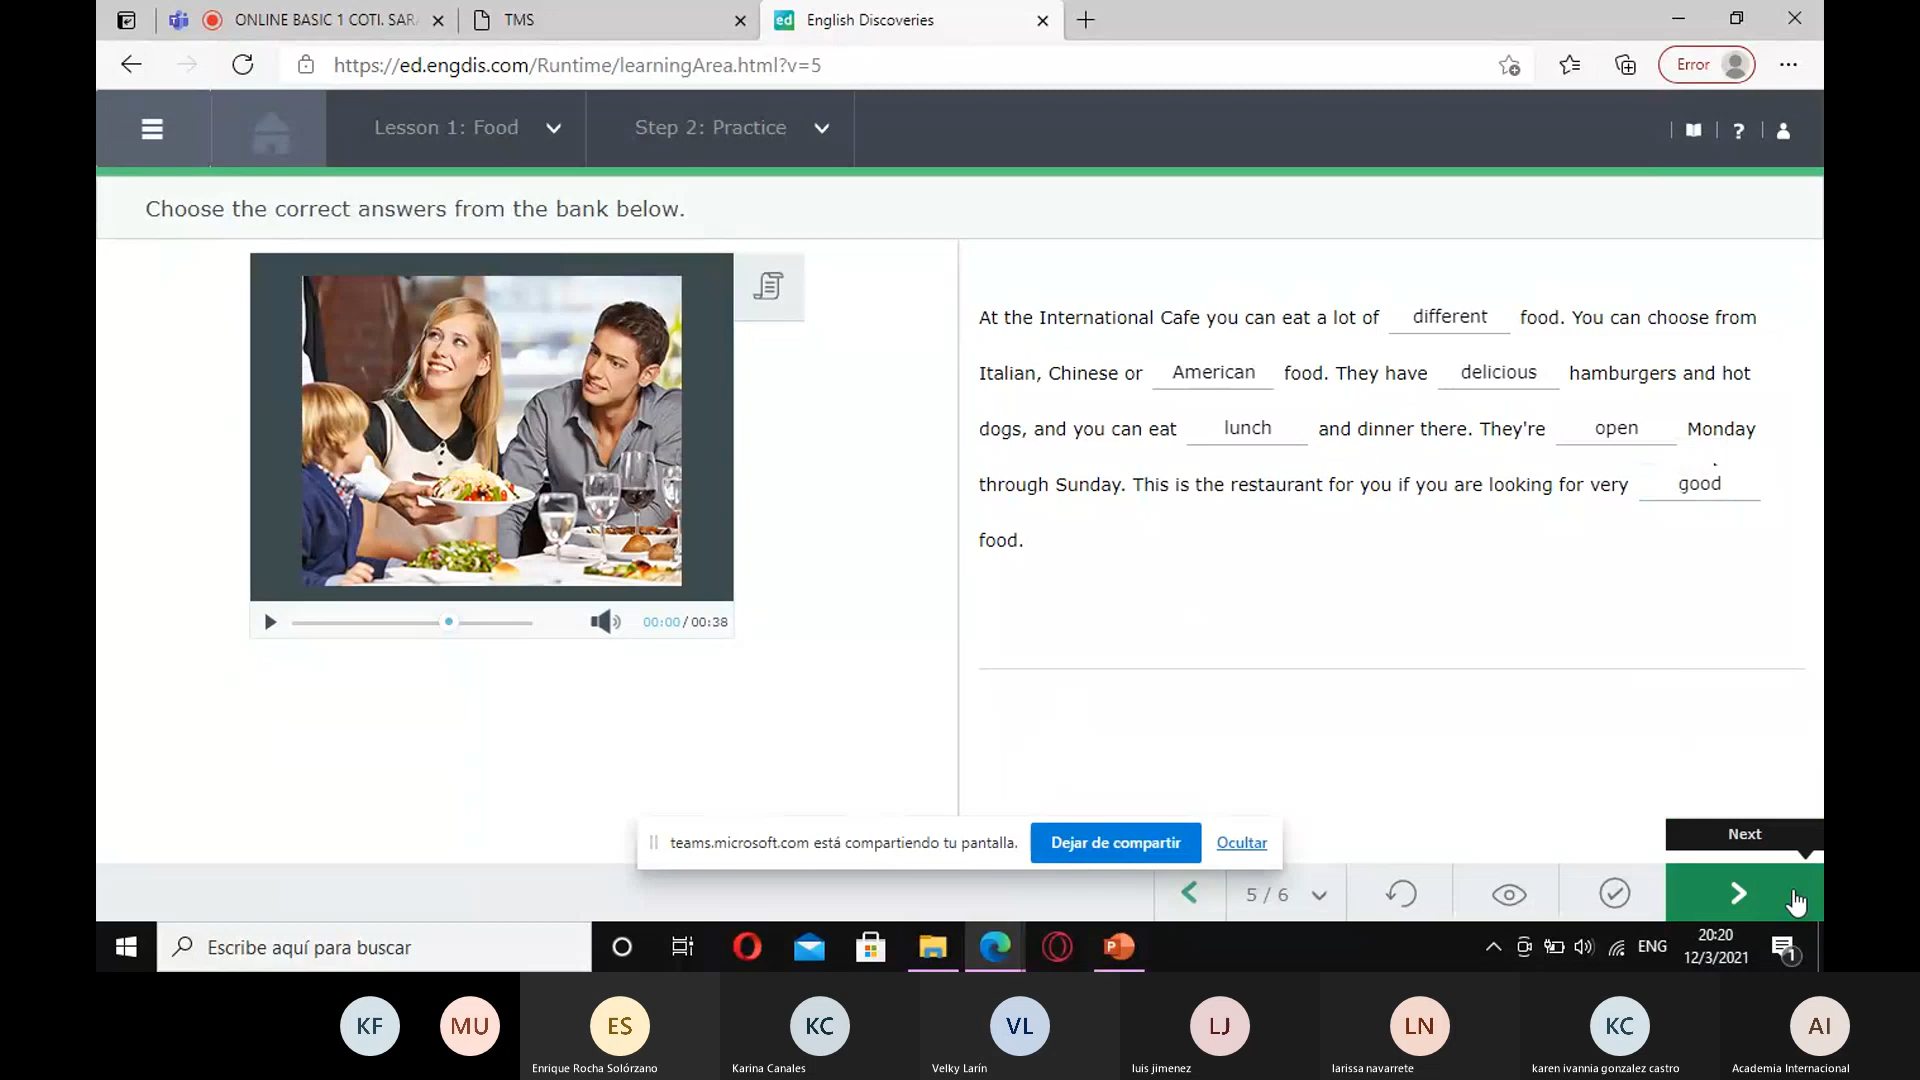 ONLINE BASIC 1 COTI. SAR
TMS
ed English Discoveries
https://ed.engdis.com/Runtime/learningArea.html?v=5
Error
Lesson 1: Food
Step 2: Practice
?
Choose the correct answers from the bank below.
At the International Cafe you can eat a lot of different food. You can choose from
Italian, Chinese or American food. They have delicious hamburgers and hot
dogs, and you can eat lunch and dinner there. They're open Monday
through Sunday. This is the restaurant for you if you are looking for very good
food.
00:00/00:38
teams.microsoft.com está compartiendo tu pantalla.
Dejar de compartir
Ocultar
Next
5 / 6
Escribe aquí para buscar
ENG
20:20
12/3/2021
1
KF
MU
ES
KC
VL
LJ
LN
KC
AI
Enrique Rocha Solórzano
Karina Canales
Velky Larín
luis jimenez
larissa navarrete
karen ivannia gonzalez castro
Academia Internacional